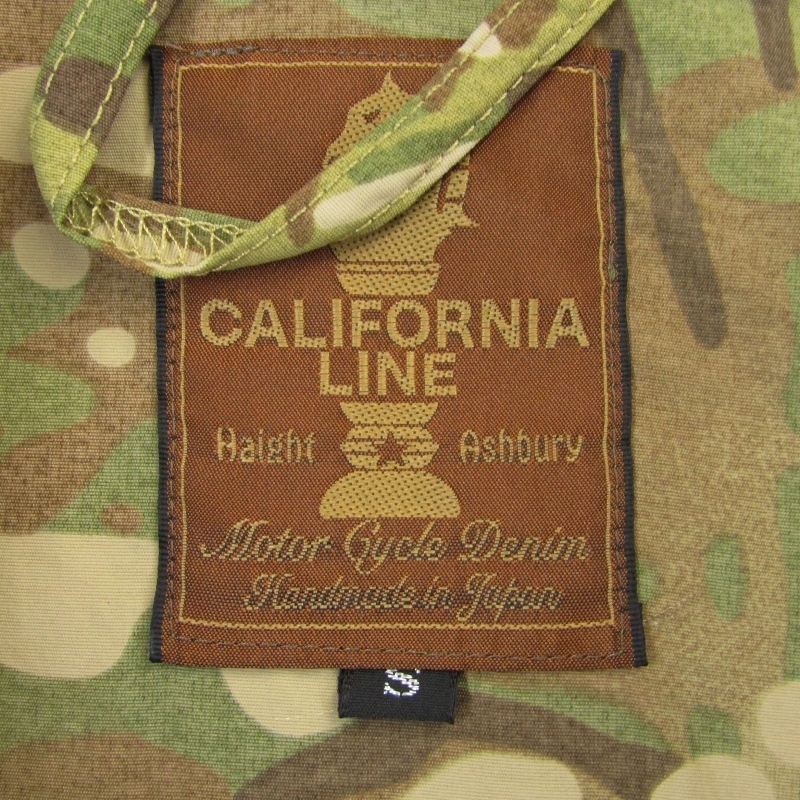 CALIFORNIA
LINE
Haight Ashbury
Motor Cycle Denim
Handmade in Japan